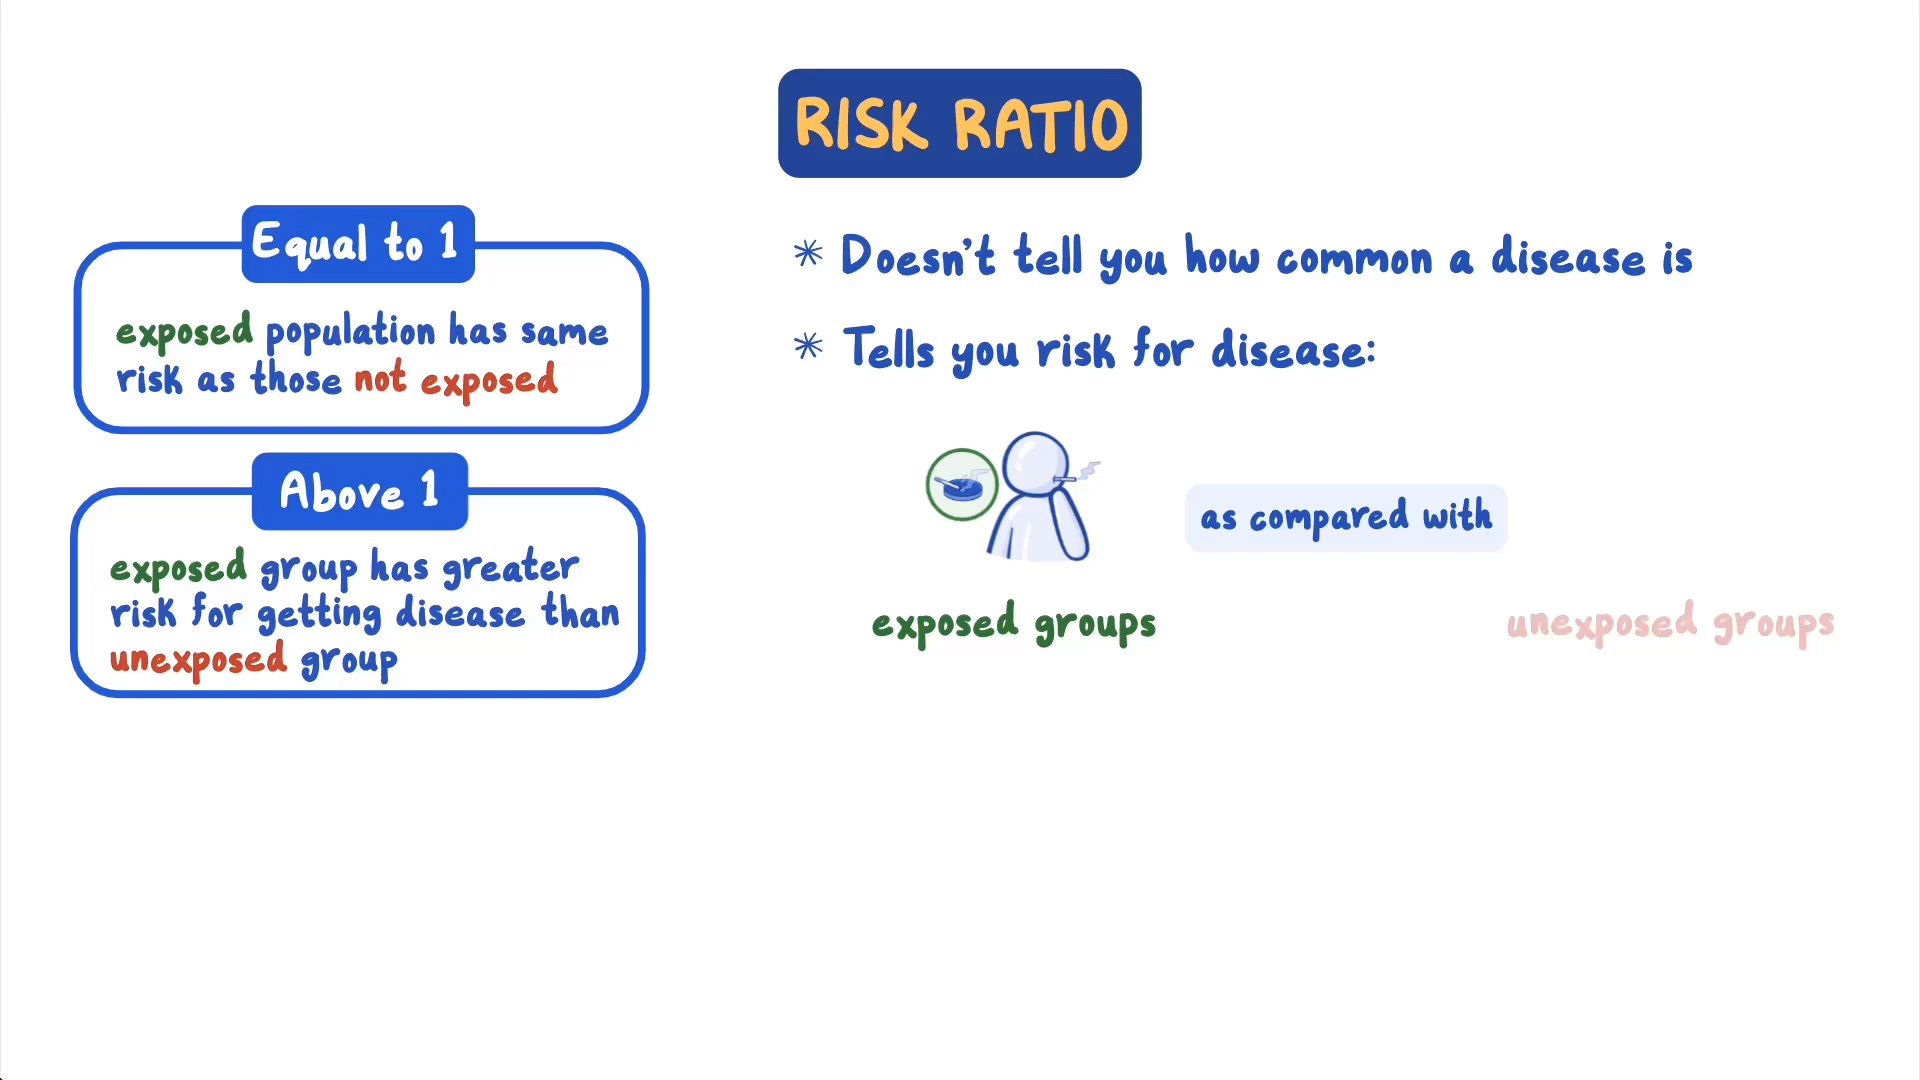 RISK RATIO
Equal to 1
exposed population has same
risk as those not exposed
Above 1
exposed group has greater
risk for getting disease than
unexposed group
* Doesn't tell you how common a disease is
* Tells you risk for disease:
as compared with
exposed groups
unexposed groups